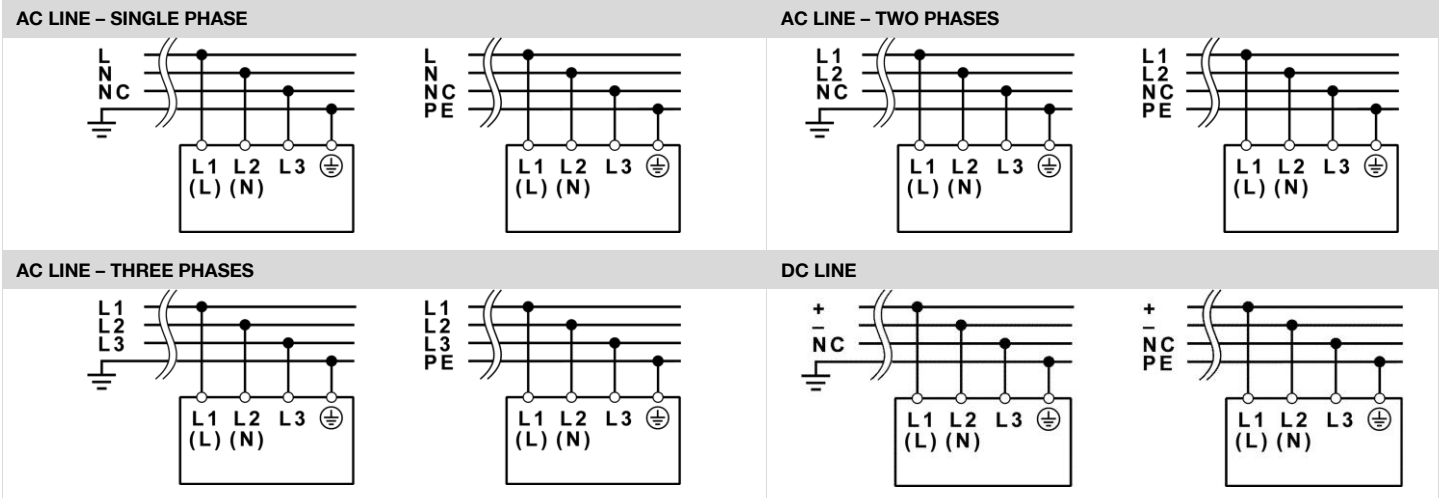 AC LINE – SINGLE PHASE
L
N
NC
L1 L2 L3
(L) (N)
L
N
NC
PE
L1 L2 L3
(L) (N)
AC LINE – TWO PHASES
L1
L2
NC
L1 L2 L3
(L) (N)
L1
L2
NC
PE
L1 L2 L3
(L) (N)
AC LINE – THREE PHASES
L1
L2
L3
L1 L2 L3
(L) (N)
L1
L2
L3
PE
L1 L2 L3
(L) (N)
DC LINE
+
–
NC
L1 L2 L3
(L) (N)
+
–
NC
PE
L1 L2 L3
(L) (N)